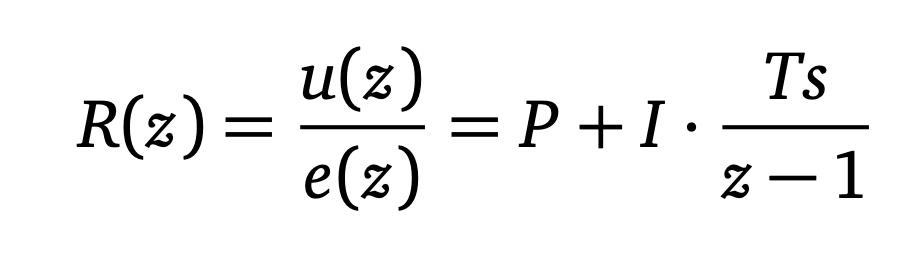 R(z) = u(z)/e(z) = P + I · Ts/(z − 1)